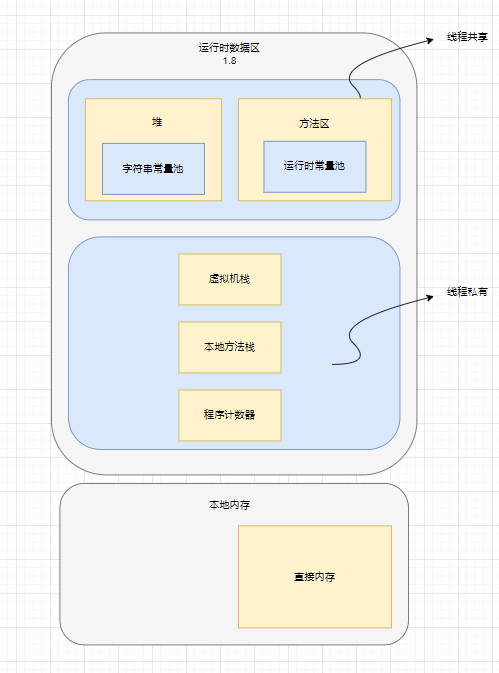 线程共享
运行时数据区
1.8
堆
方法区
字符串常量池
运行时常量池
虚拟机栈
线程私有
本地方法栈
程序计数器
本地内存
直接内存